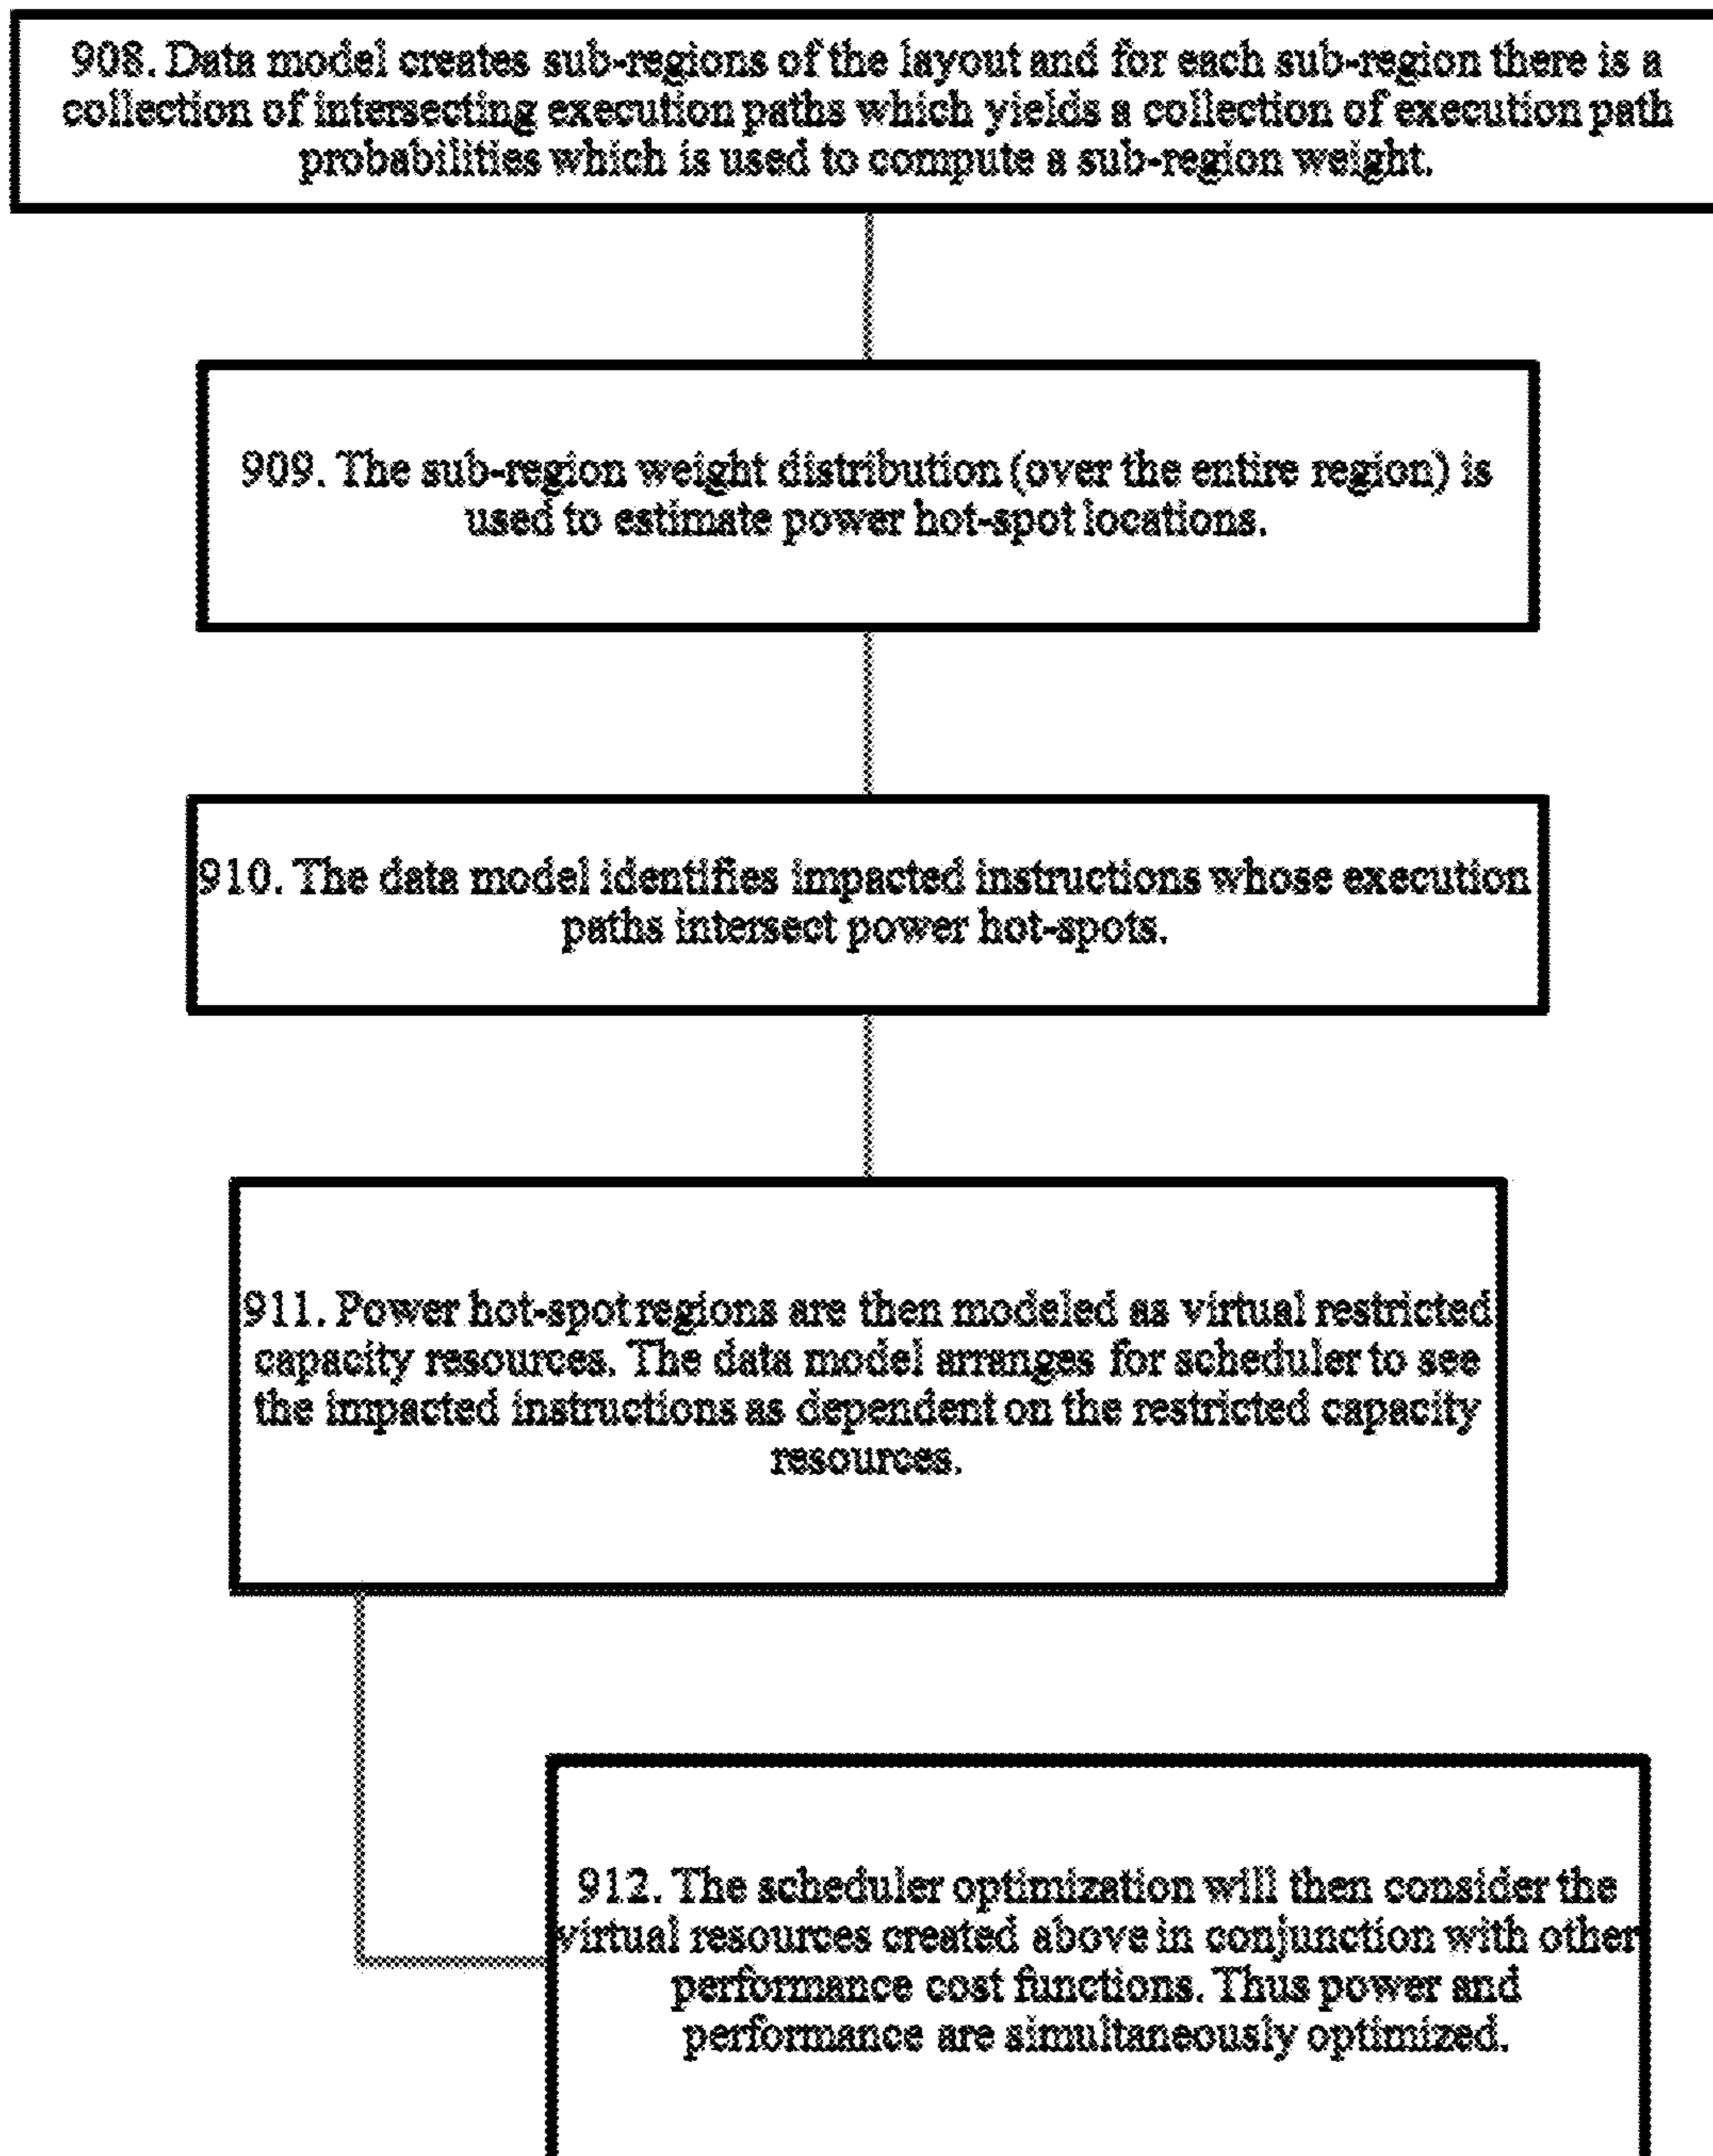 908. Data model creates sub-regions of the layout and for each sub-region there is a
collection of intersecting execution paths which yields a collection of execution path
probabilities which is used to compute a sub-region weight.
909. The sub-region weight distribution (over the entire region) is
used to estimate power hot-spot locations.
910. The data model identifies impacted instructions whose execution
paths intersect power hot-spots.
911. Power hot-spot regions are then modeled as virtual restricted
capacity resources. The data model arranges for scheduler to see
the impacted instructions as dependent on the restricted capacity
resources.
912. The scheduler optimization will then consider the
virtual resources created above in conjunction with other
performance cost functions. Thus power and
performance are simultaneously optimized.